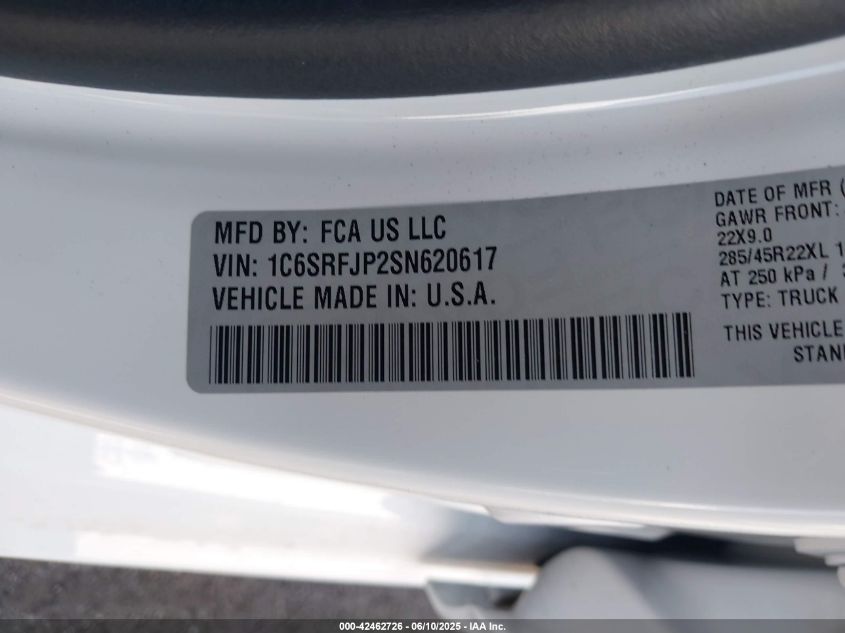 MFD BY: FCA US LLC
VIN: 1C6SRFJP2SN620617
VEHICLE MADE IN: U.S.A.
DATE OF MFR (
GAWR FRONT:
22X9.0
285/45R22XL 1
AT 250 kPa /
TYPE: TRUCK
THIS VEHICLE
000-42462726 - 06/10/2025 - IAA Inc.